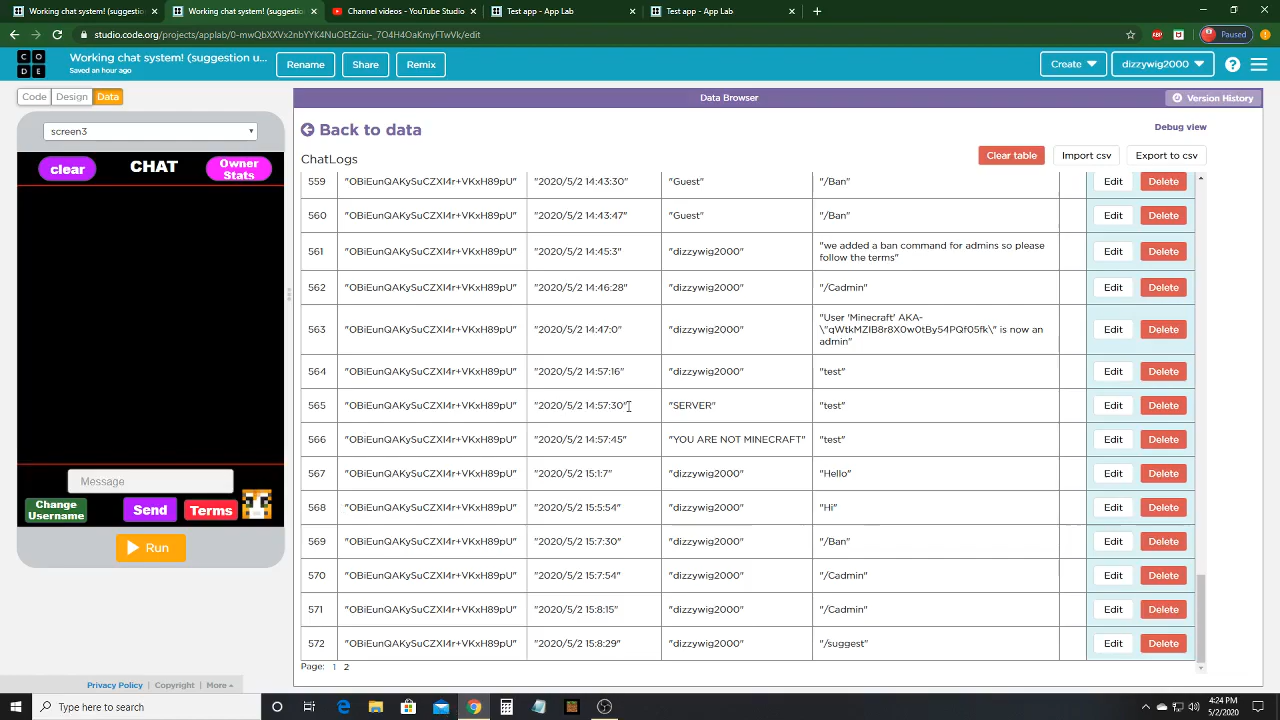 Working chat system! (suggestion u
Working chat system! (suggestion u
Channel videos - YouTube Studio
Test app - App Lab
Test app - App Lab
studio.code.org/projects/applab/0-mwQbXXVx2nbYYK4NuOEtZciu-_7O4H4OaKmyFTwVk/edit
ABP
Paused
C O
D E
Working chat system! (suggestion u...
Saved an hour ago
Rename
Share
Remix
Create
dizzywig2000
Code
Design
Data
Data Browser
Version History
screen3
Back to data
Debug view
ChatLogs
Clear table
Import csv
Export to csv
clear
CHAT
Owner
Stats
559 "OBiEunQAKySuCZXI4r+VKxH89pU" "2020/5/2 14:43:30" "Guest" "/Ban" Edit Delete
560 "OBiEunQAKySuCZXI4r+VKxH89pU" "2020/5/2 14:43:47" "Guest" "/Ban" Edit Delete
561 "OBiEunQAKySuCZXI4r+VKxH89pU" "2020/5/2 14:45:3" "dizzywig2000" "we added a ban command for admins so please
follow the terms" Edit Delete
562 "OBiEunQAKySuCZXI4r+VKxH89pU" "2020/5/2 14:46:28" "dizzywig2000" "/Cadmin" Edit Delete
563 "OBiEunQAKySuCZXI4r+VKxH89pU" "2020/5/2 14:47:0" "dizzywig2000" "User 'Minecraft' AKA-
\"qWtkMZIB8r8X0w0tBy54PQf05fk\" is now an
admin" Edit Delete
564 "OBiEunQAKySuCZXI4r+VKxH89pU" "2020/5/2 14:57:16" "dizzywig2000" "test" Edit Delete
565 "OBiEunQAKySuCZXI4r+VKxH89pU" "2020/5/2 14:57:30" "SERVER" "test" Edit Delete
566 "OBiEunQAKySuCZXI4r+VKxH89pU" "2020/5/2 14:57:45" "YOU ARE NOT MINECRAFT" "test" Edit Delete
567 "OBiEunQAKySuCZXI4r+VKxH89pU" "2020/5/2 15:1:7" "dizzywig2000" "Hello" Edit Delete
568 "OBiEunQAKySuCZXI4r+VKxH89pU" "2020/5/2 15:5:54" "dizzywig2000" "Hi" Edit Delete
569 "OBiEunQAKySuCZXI4r+VKxH89pU" "2020/5/2 15:7:30" "dizzywig2000" "/Ban" Edit Delete
570 "OBiEunQAKySuCZXI4r+VKxH89pU" "2020/5/2 15:7:54" "dizzywig2000" "/Cadmin" Edit Delete
571 "OBiEunQAKySuCZXI4r+VKxH89pU" "2020/5/2 15:8:15" "dizzywig2000" "/Cadmin" Edit Delete
572 "OBiEunQAKySuCZXI4r+VKxH89pU" "2020/5/2 15:8:29" "dizzywig2000" "/suggest" Edit Delete
Message
Change
Username
Send
Terms
Run
Page: 1 2
Privacy Policy | Copyright | More
Type here to search
4:24 PM
5/2/2020